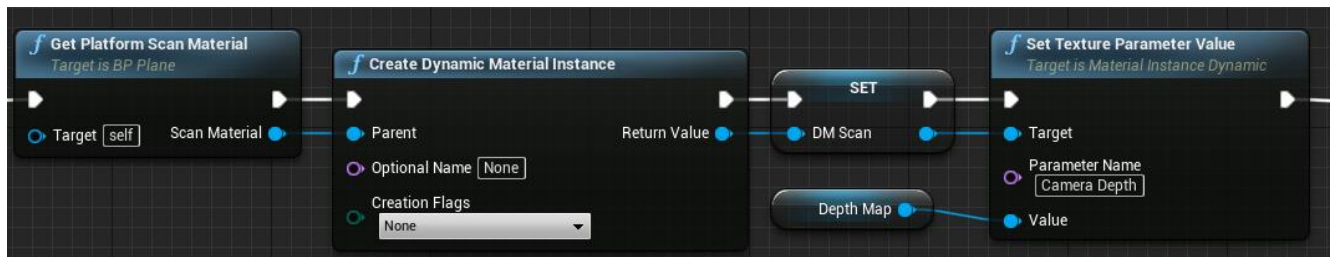 f Get Platform Scan Material
Target is BP Plane
Target self
Scan Material
f Create Dynamic Material Instance
Parent
Return Value
Optional Name None
Creation Flags
None
SET
DM Scan
Depth Map
f Set Texture Parameter Value
Target is Material Instance Dynamic
Target
Parameter Name
Camera Depth
Value